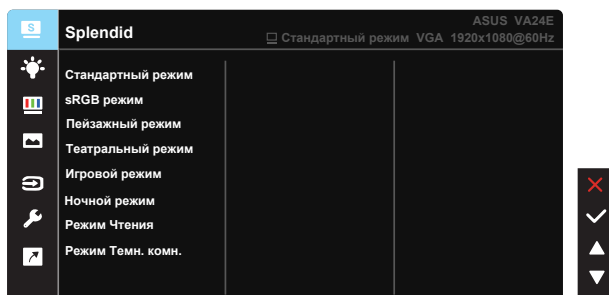 S
Splendid
ASUS VA24E
Стандартный режим VGA 1920x1080@60Hz
Стандартный режим
sRGB режим
Пейзажный режим
Театральный режим
Игровой режим
Ночной режим
Режим Чтения
Режим Темн. комн.